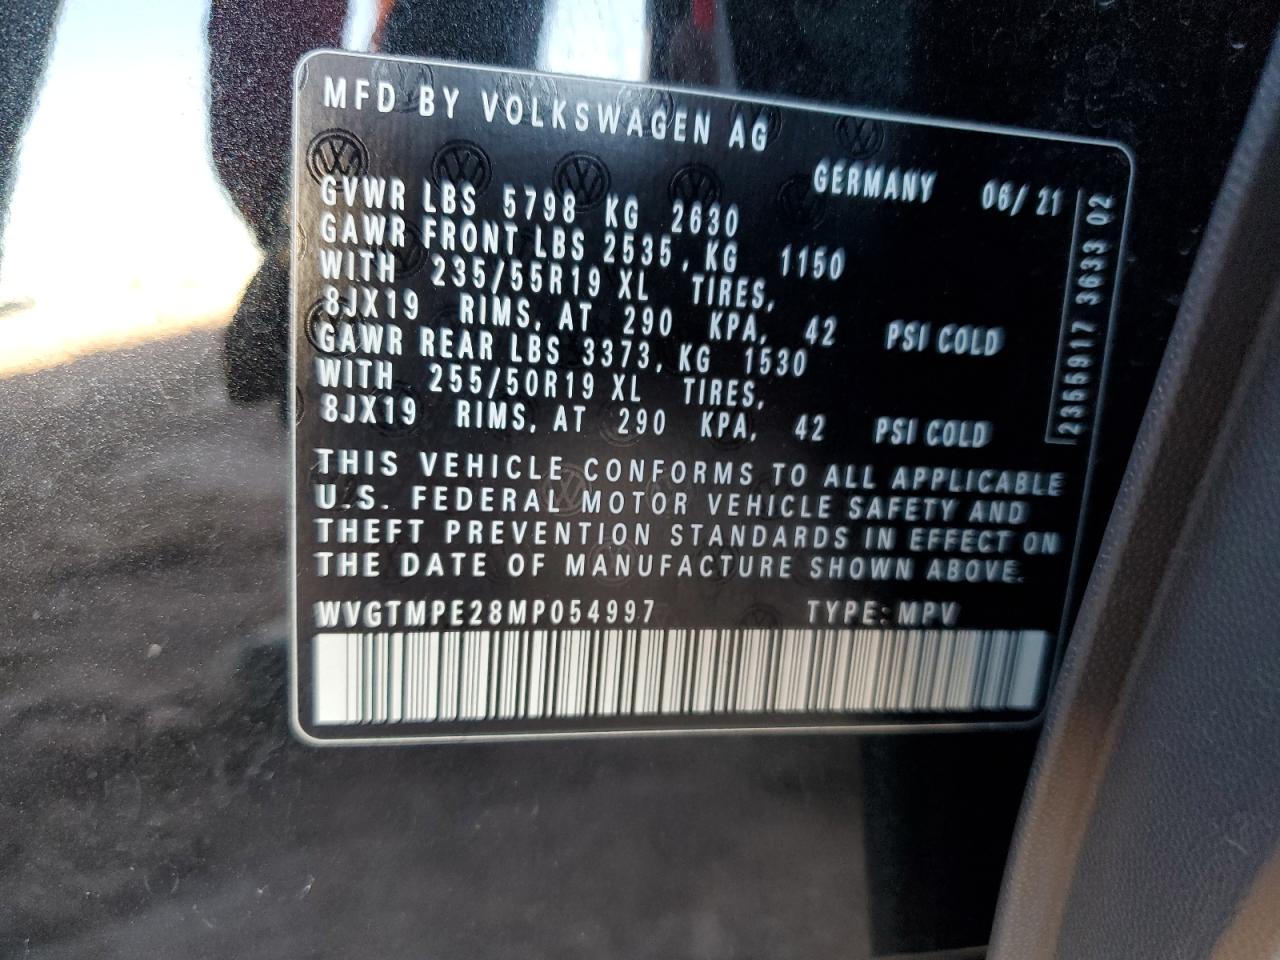 MFD BY VOLKSWAGEN AG
GERMANY 06/ 21
GVWR LBS 5798 KG 2630
GAWR FRONT LBS 2535, KG 1150
WITH 235/55R19 XL TIRES,
8JX19 RIMS, AT 290 KPA, 42 PSI COLD
GAWR REAR LBS 3373, KG 1530
WITH 255/50R19 XL TIRES,
8JX19 RIMS, AT 290 KPA, 42 PSI COLD
2366917 3633 02
THIS VEHICLE CONFORMS TO ALL APPLICABLE
U.S. FEDERAL MOTOR VEHICLE SAFETY AND
THEFT PREVENTION STANDARDS IN EFFECT ON
THE DATE OF MANUFACTURE SHOWN ABOVE.
WVGTMPE28MP054997 TYPE: MPV